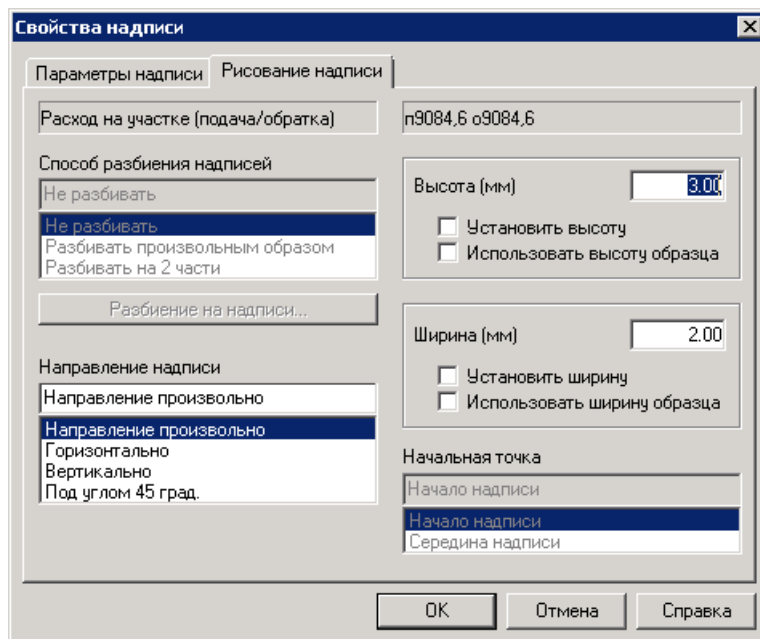 Свойства надписи
Параметры надписи
Рисование надписи
Расход на участке (подача/обратка)
п9084,6 о9084,6
Способ разбиения надписей
Не разбивать
Не разбивать
Разбивать произвольным образом
Разбивать на 2 части
Разбиение на надписи...
Направление надписи
Направление произвольно
Направление произвольно
Горизонтально
Вертикально
Под углом 45 град.
Высота (мм)
3.00
Установить высоту
Использовать высоту образца
Ширина (мм)
2.00
Установить ширину
Использовать ширину образца
Начальная точка
Начало надписи
Начало надписи
Середина надписи
OK
Отмена
Справка